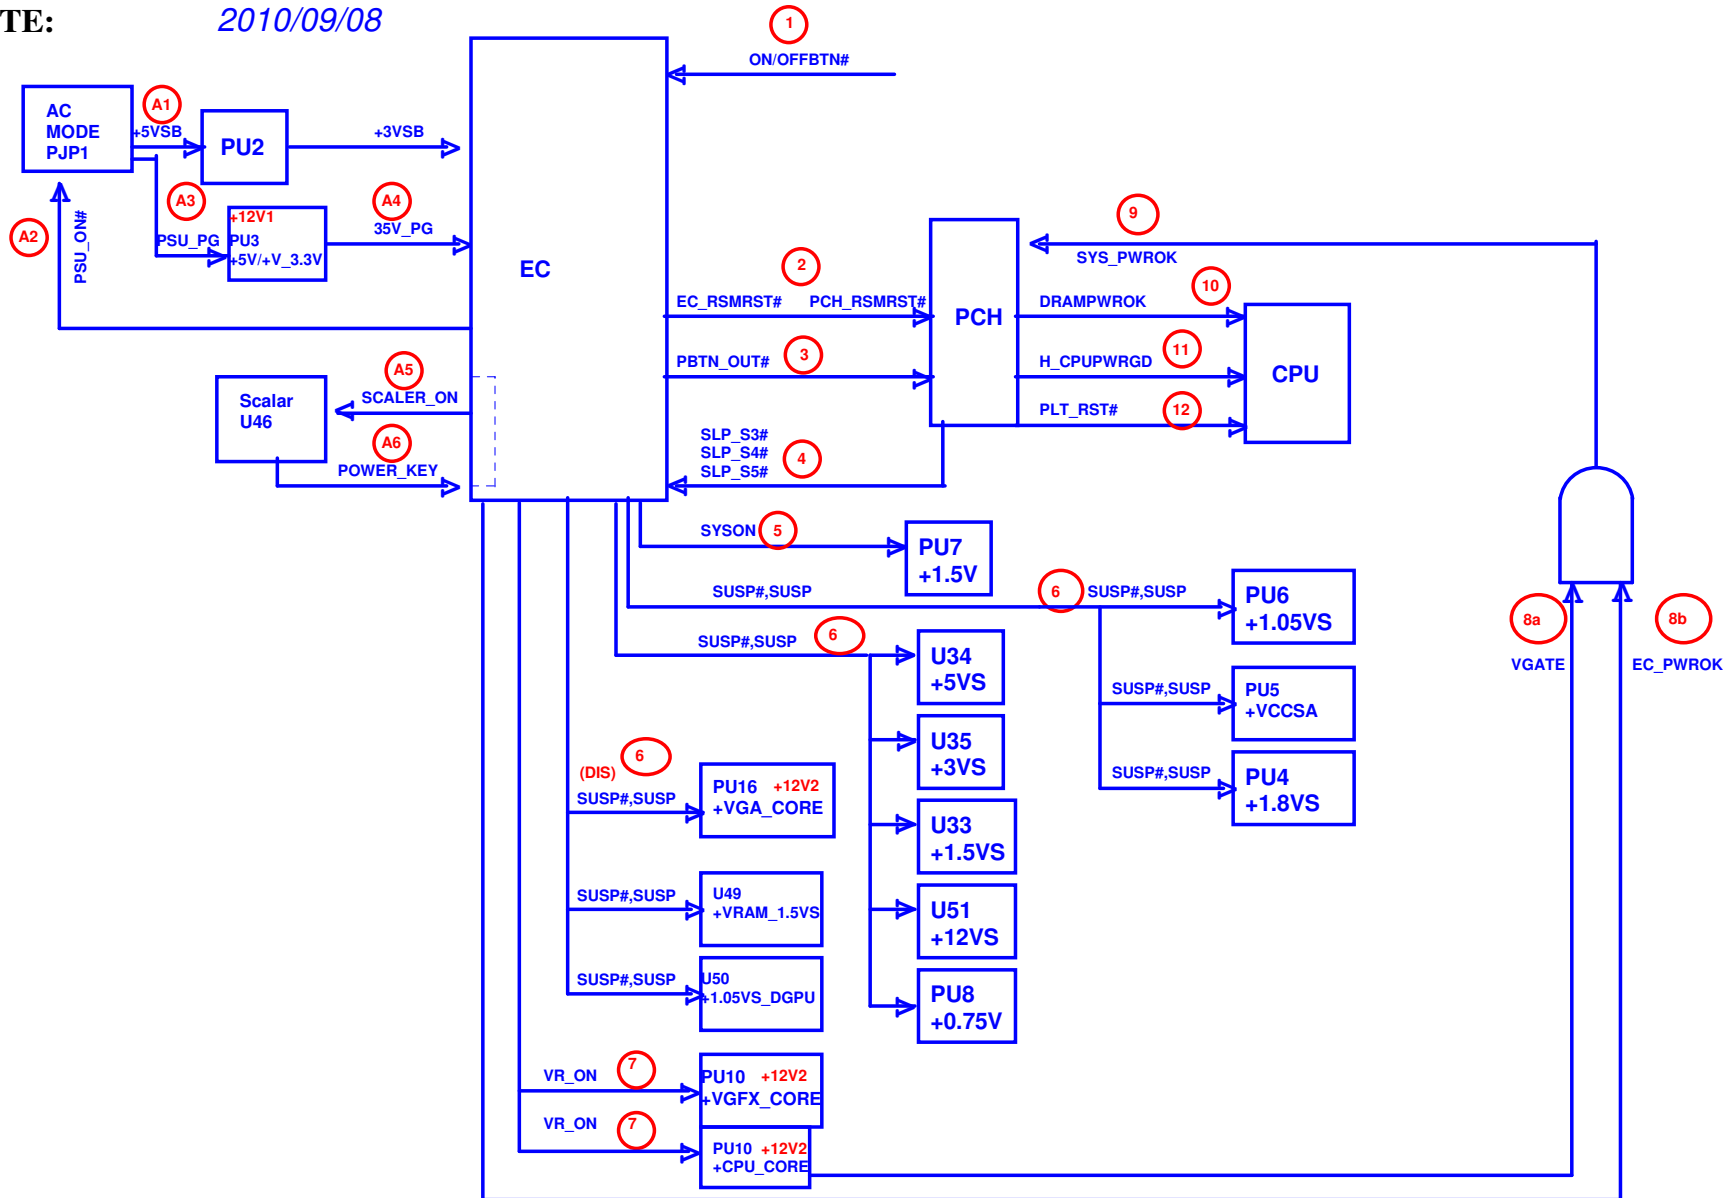 TE: 2010/09/08
1
ON/OFFBTN#
AC
MODE
PJP1
A1
+5VSB
PU2
+3VSB
A2
PSU_ON#
A3
PSU_PG
+12V1
PU3
+5V/+V_3.3V
A4
35V_PG
EC
2
EC_RSMRST# PCH_RSMRST#
PBTN_OUT# 3
PCH
9
SYS_PWROK
DRAMPWROK 10
H_CPUPWRGD 11
PLT_RST# 12
CPU
Scalar
U46
A5
SCALER_ON
A6
POWER_KEY
SLP_S3#
SLP_S4#
SLP_S5#
4
SYSON 5
PU7
+1.5V
SUSP#,SUSP 6 SUSP#,SUSP
PU6
+1.05VS
SUSP#,SUSP
PU5
+VCCSA
SUSP#,SUSP
PU4
+1.8VS
8a
VGATE
8b
EC_PWROK
SUSP#,SUSP 6
U34
+5VS
U35
+3VS
U33
+1.5VS
U51
+12VS
PU8
+0.75V
(DIS) 6
SUSP#,SUSP
PU16 +12V2
+VGA_CORE
SUSP#,SUSP
U49
+VRAM_1.5VS
SUSP#,SUSP
U50
+1.05VS_DGPU
VR_ON 7
PU10 +12V2
+VGFX_CORE
VR_ON 7
PU10 +12V2
+CPU_CORE